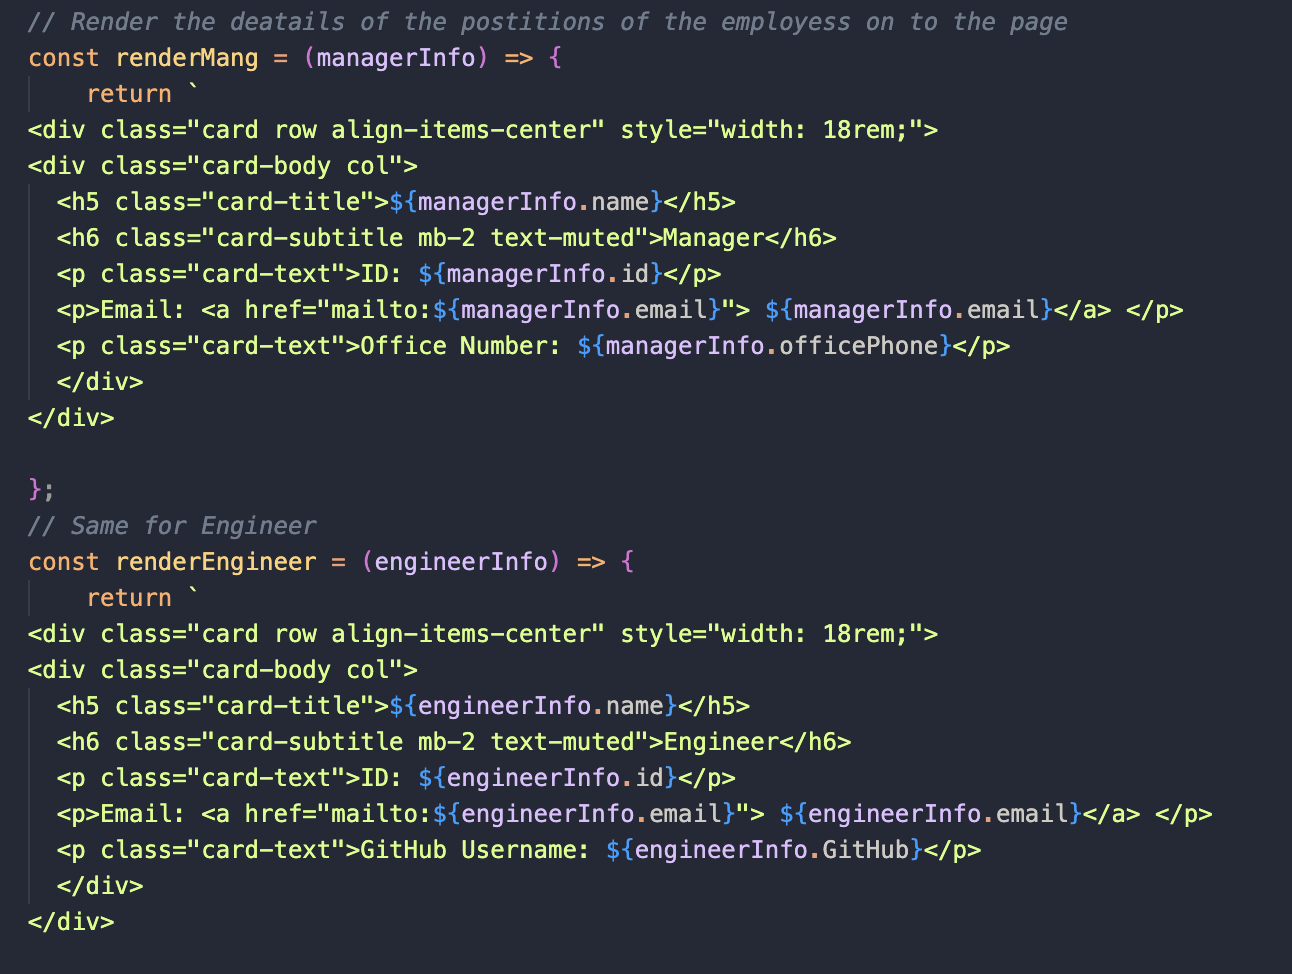 // Render the deatails of the postitions of the employess on to the page
const renderMang = (managerInfo) => {
    return `
<div class="card row align-items-center" style="width: 18rem;">
<div class="card-body col">
  <h5 class="card-title">${managerInfo.name}</h5>
  <h6 class="card-subtitle mb-2 text-muted">Manager</h6>
  <p class="card-text">ID: ${managerInfo.id}</p>
  <p>Email: <a href="mailto:${managerInfo.email}"> ${managerInfo.email}</a> </p>
  <p class="card-text">Office Number: ${managerInfo.officePhone}</p>
  </div>
</div>

};
// Same for Engineer
const renderEngineer = (engineerInfo) => {
    return `
<div class="card row align-items-center" style="width: 18rem;">
<div class="card-body col">
  <h5 class="card-title">${engineerInfo.name}</h5>
  <h6 class="card-subtitle mb-2 text-muted">Engineer</h6>
  <p class="card-text">ID: ${engineerInfo.id}</p>
  <p>Email: <a href="mailto:${engineerInfo.email}"> ${engineerInfo.email}</a> </p>
  <p class="card-text">GitHub Username: ${engineerInfo.GitHub}</p>
  </div>
</div>